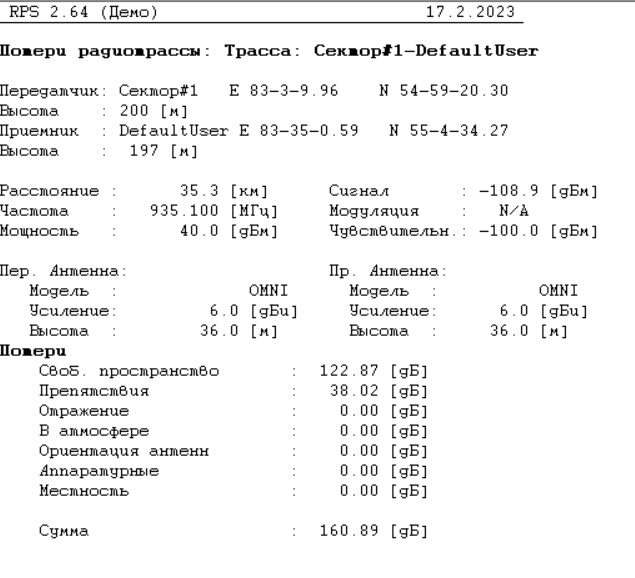 RPS 2.64 (Демо) 17.2.2023
Потери радиотрассы: Трасса: Сектор#1-DefaultUser
Передатчик: Сектор#1 E 83-3-9.96 N 54-59-20.30
Высота : 200 [м]
Приемник : DefaultUser E 83-35-0.59 N 55-4-34.27
Высота : 197 [м]
Расстояние : 35.3 [км] Сигнал : -108.9 [дБм]
Частота : 935.100 [МГц] Модуляция : N/A
Мощность : 40.0 [дБм] Чувствительн.: -100.0 [дБм]
Пер. Антенна: Пр. Антенна:
Модель : OMNI Модель : OMNI
Усиление: 6.0 [дБи] Усиление: 6.0 [дБи]
Высота : 36.0 [м] Высота : 36.0 [м]
Потери
Своб. пространство : 122.87 [дБ]
Препятствия : 38.02 [дБ]
Отражение : 0.00 [дБ]
В атмосфере : 0.00 [дБ]
Ориентация антенн : 0.00 [дБ]
Аппаратурные : 0.00 [дБ]
Местность : 0.00 [дБ]
Сумма : 160.89 [дБ]